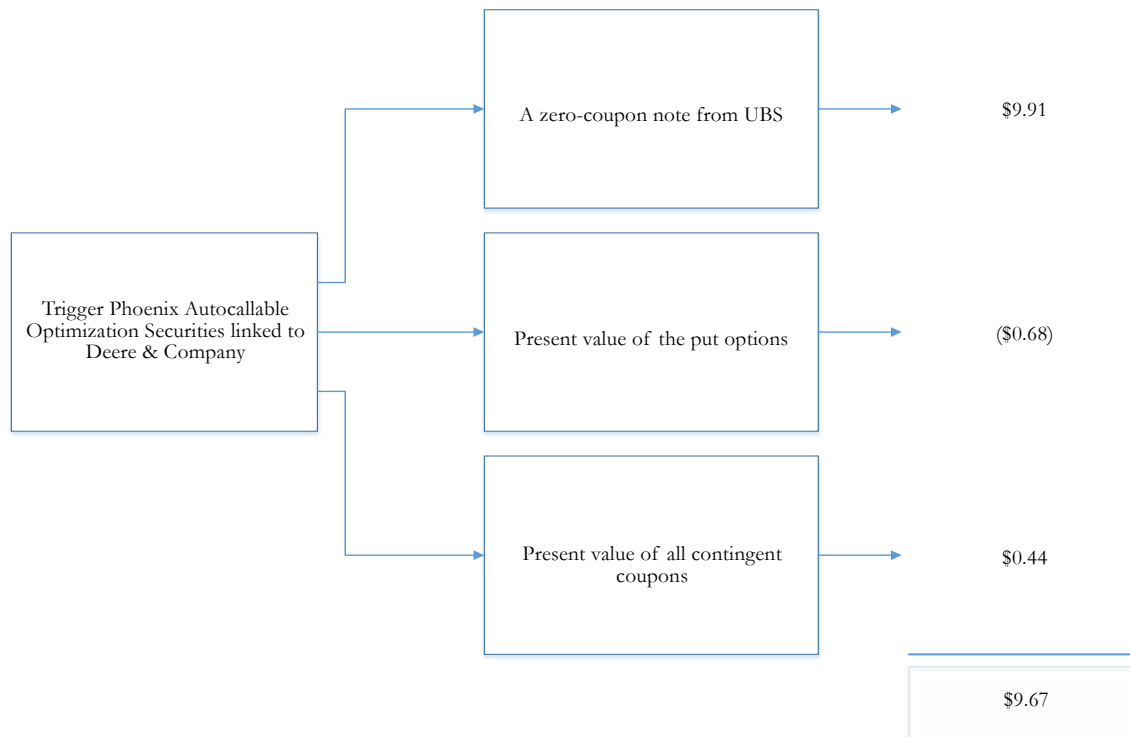 A zero-coupon note from UBS
$9.91
Trigger Phoenix Autocallable
Optimization Securities linked to
Deere & Company
Present value of the put options
($0.68)
Present value of all contingent
coupons
$0.44
$9.67